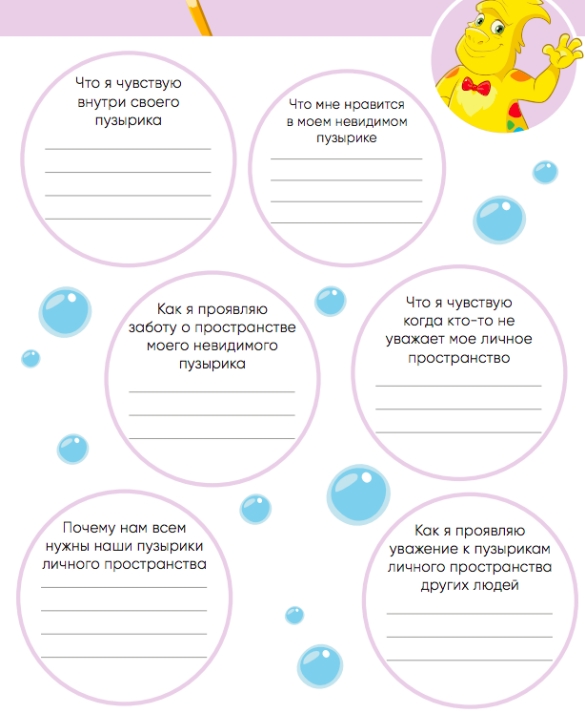 Что я чувствую
внутри своего
пузырика
Что мне нравится
в моем невидимом
пузырике
Как я проявляю
заботу о пространстве
моего невидимого
пузырика
Что я чувствую
когда кто-то не
уважает мое личное
пространство
Почему нам всем
нужны наши пузырики
личного пространства
Как я проявляю
уважение к пузырикам
личного пространства
других людей